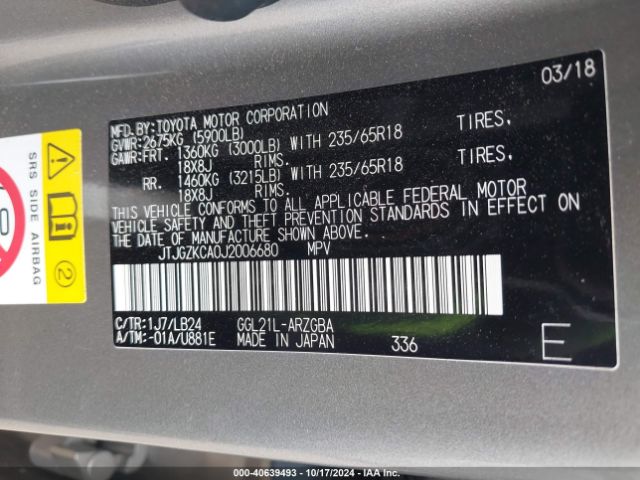 03/18
MFD.BY:TOYOTA MOTOR CORPORATION
GVWR:2675KG (5900LB)
GAWR:FRT. 1360KG (3000LB) WITH 235/65R18 TIRES,
18X8J RIMS.
RR. 1460KG (3215LB) WITH 235/65R18 TIRES,
18X8J RIMS.
THIS VEHICLE CONFORMS TO ALL APPLICABLE FEDERAL MOTOR
VEHICLE SAFETY AND THEFT PREVENTION STANDARDS IN EFFECT ON
THE DATE OF MANUFACTURE SHOWN ABOVE.
JTJGZKCA0J2006680 MPV
C/TR:1J7/LB24 GGL21L-ARZGBA
A/TM:-01A/U881E MADE IN JAPAN 336 E
SRS SIDE AIRBAG
2
000-40639493 - 10/17/2024 - IAA Inc.